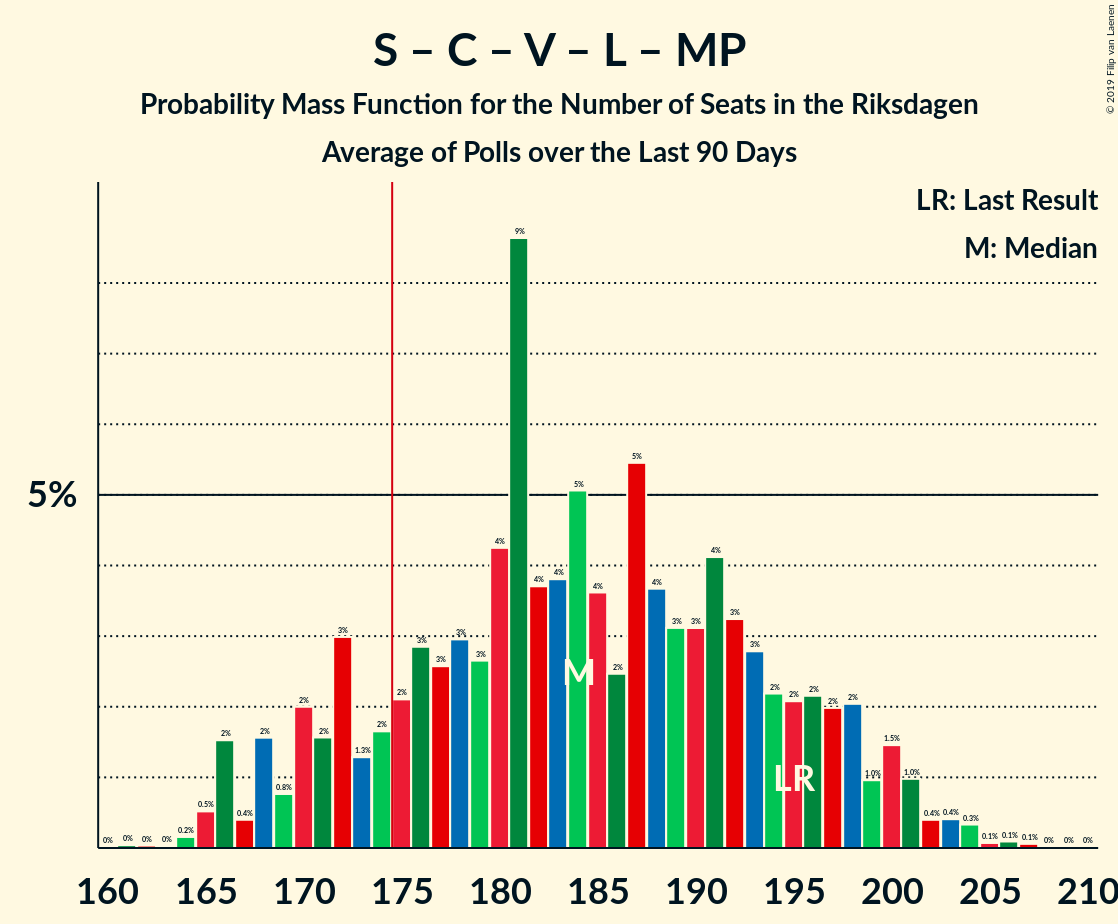 S – C – V – L – MP
Probability Mass Function for the Number of Seats in the Riksdagen
Average of Polls over the Last 90 Days
© 2019 Filip van Laenen
LR: Last Result
M: Median
5%
0% 0% 0% 0% 0.2% 0.5% 2% 0.4% 2% 0.8% 2% 2% 3% 1.3% 2% 2% 3% 3% 3% 3% 4% 9% 4% 4% 5% 4% 2% 5% 4% 3% 3% 4% 3% 3% 2% 2% 2% 2% 2% 1.0% 1.5% 1.0% 0.4% 0.4% 0.3% 0.1% 0.1% 0.1% 0% 0% 0%
M
LR
160 165 170 175 180 185 190 195 200 205 210